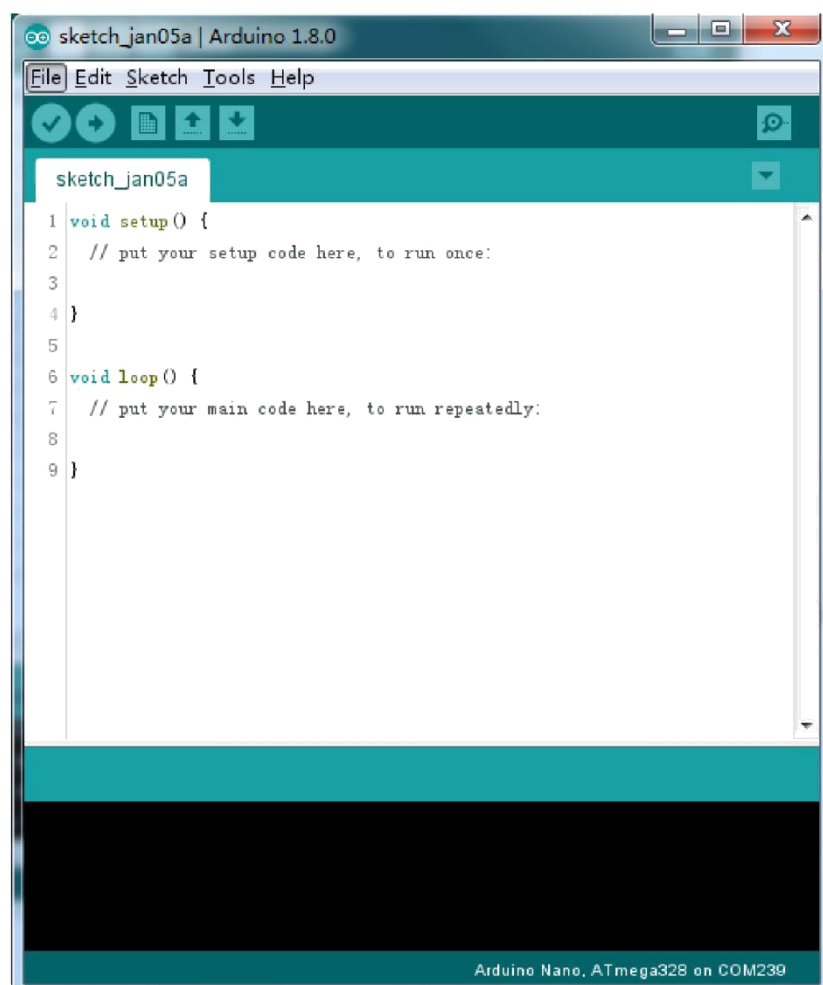 sketch_jan05a | Arduino 1.8.0
File Edit Sketch Tools Help
sketch_jan05a
1 void setup() {
2   // put your setup code here, to run once:
3
4 }
5
6 void loop() {
7   // put your main code here, to run repeatedly:
8
9 }
Arduino Nano, ATmega328 on COM239